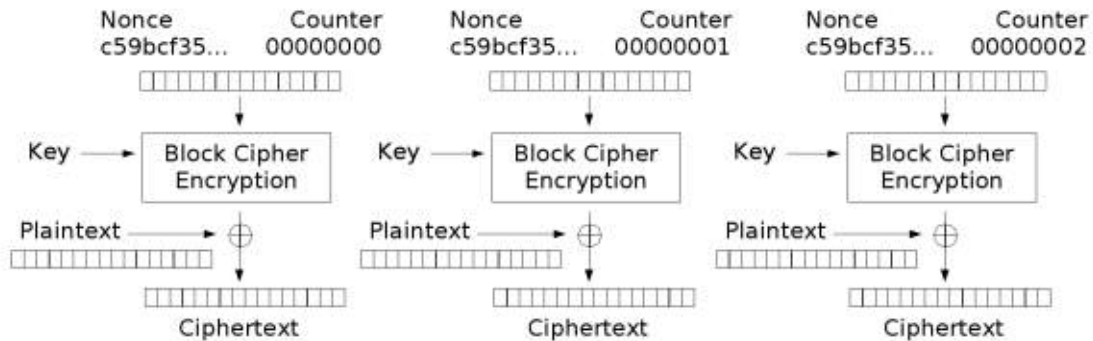 Nonce Counter Nonce Counter Nonce Counter
c59bcf35... 00000000 c59bcf35... 00000001 c59bcf35... 00000002
Key Block Cipher Key Block Cipher Key Block Cipher
Encryption Encryption Encryption
Plaintext Plaintext Plaintext
Ciphertext Ciphertext Ciphertext